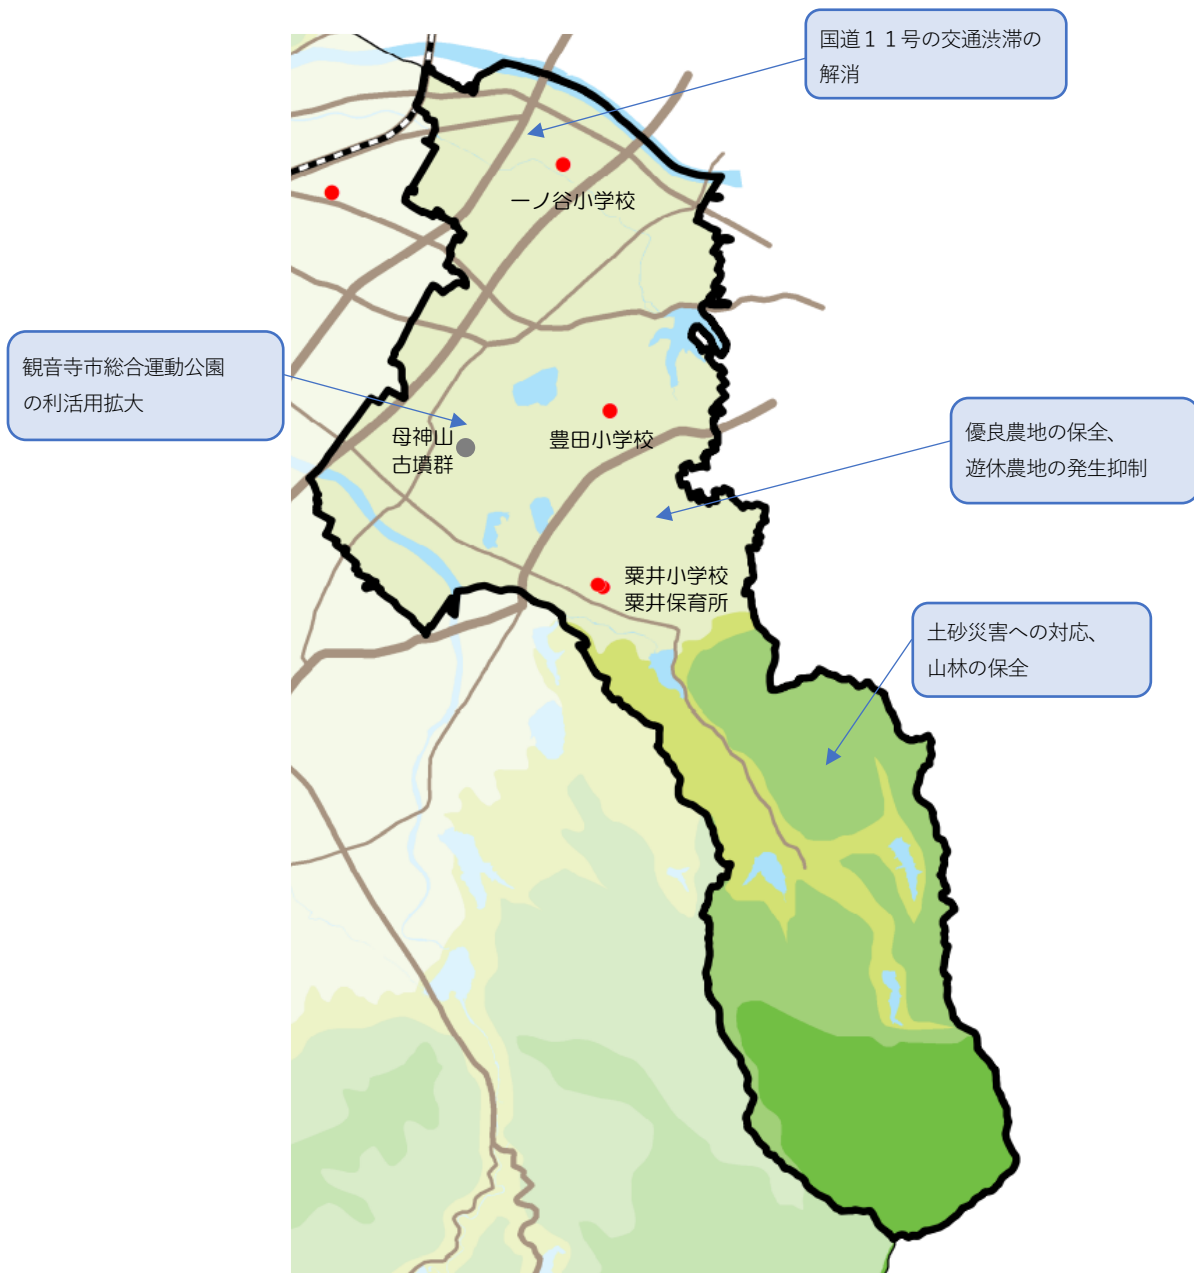 国道１１号の交通渋滞の
解消
一ノ谷小学校
観音寺市総合運動公園
の利活用拡大
母神山
古墳群
豊田小学校
優良農地の保全、
遊休農地の発生抑制
粟井小学校
粟井保育所
土砂災害への対応、
山林の保全